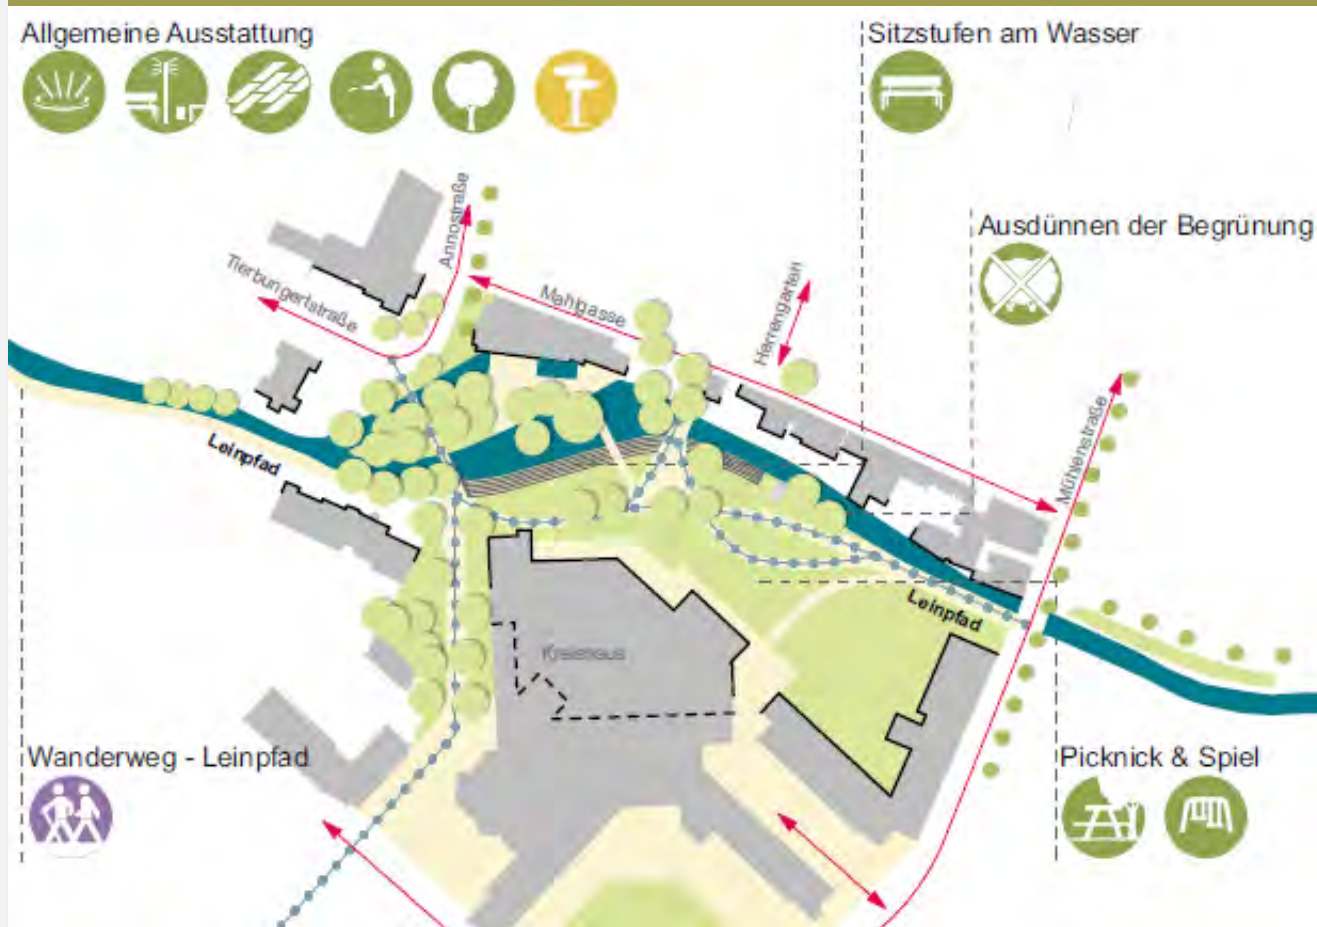 Allgemeine Ausstattung
Sitzstufen am Wasser
Ausdünnen der Begrünung
Annostraße
Tierbungertstraße
Mahlgasse
Herrengarten
Mühlenstraße
Leinpfad
Leinpfad
Kreishaus
Wanderweg - Leinpfad
Picknick & Spiel